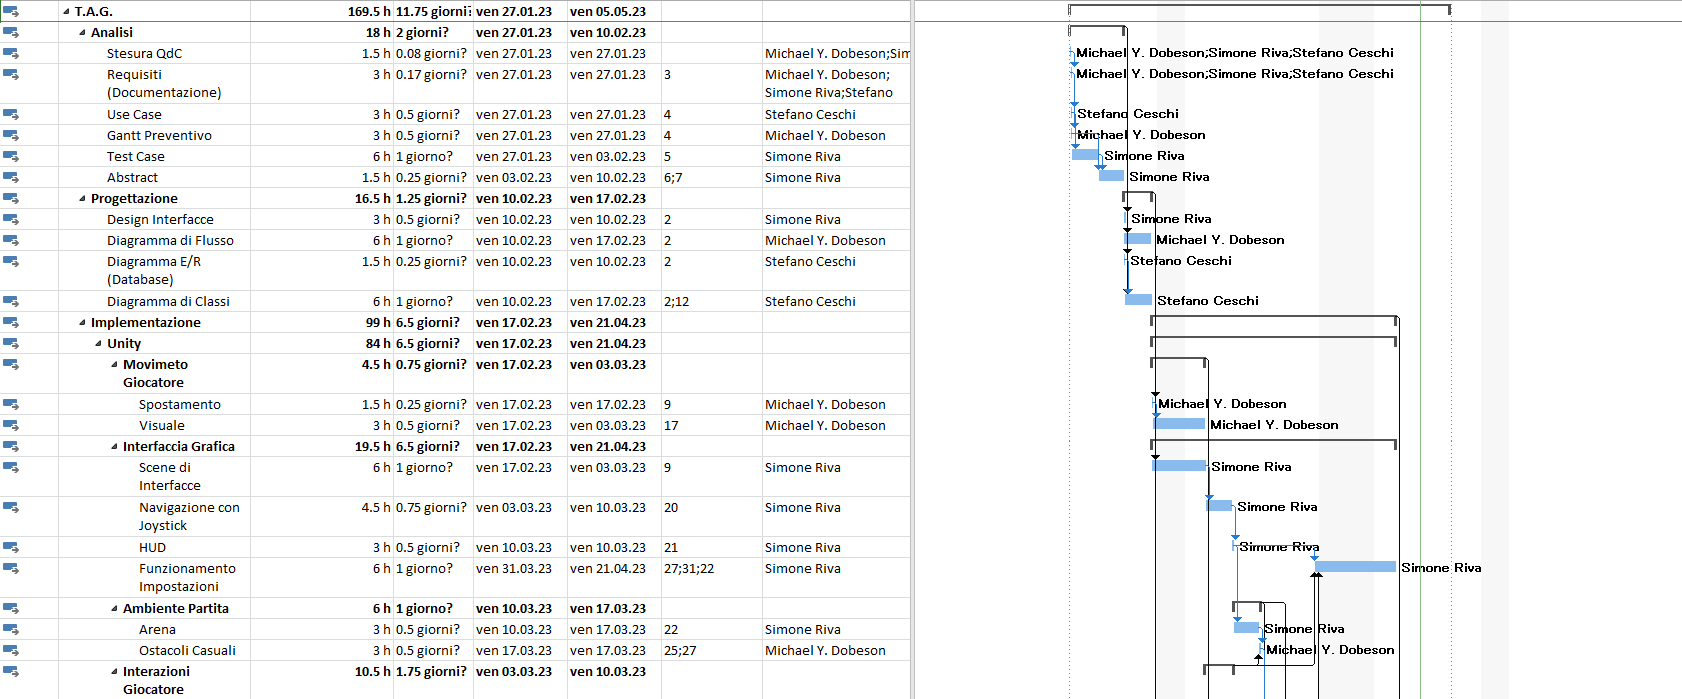 T.A.G. 169.5 h 11.75 giorni? ven 27.01.23 ven 05.05.23
Analisi 18 h 2 giorni? ven 27.01.23 ven 10.02.23
Stesura QdC 1.5 h 0.08 giorni? ven 27.01.23 ven 27.01.23 Michael Y. Dobeson;Sim Michael Y. Dobeson;Simone Riva;Stefano Ceschi
Requisiti 3 h 0.17 giorni? ven 27.01.23 ven 27.01.23 3 Michael Y. Dobeson; Michael Y. Dobeson;Simone Riva;Stefano Ceschi
(Documentazione) Simone Riva;Stefano
Use Case 3 h 0.5 giorni? ven 27.01.23 ven 27.01.23 4 Stefano Ceschi Stefano Ceschi
Gantt Preventivo 3 h 0.5 giorni? ven 27.01.23 ven 27.01.23 4 Michael Y. Dobeson Michael Y. Dobeson
Test Case 6 h 1 giorno? ven 27.01.23 ven 03.02.23 5 Simone Riva Simone Riva
Abstract 1.5 h 0.25 giorni? ven 03.02.23 ven 10.02.23 6;7 Simone Riva Simone Riva
Progettazione 16.5 h 1.25 giorni? ven 10.02.23 ven 17.02.23
Design Interfacce 3 h 0.5 giorni? ven 10.02.23 ven 10.02.23 2 Simone Riva Simone Riva
Diagramma di Flusso 6 h 1 giorno? ven 10.02.23 ven 17.02.23 2 Michael Y. Dobeson Michael Y. Dobeson
Diagramma E/R 1.5 h 0.25 giorni? ven 10.02.23 ven 10.02.23 2 Stefano Ceschi Stefano Ceschi
(Database)
Diagramma di Classi 6 h 1 giorno? ven 10.02.23 ven 17.02.23 2;12 Stefano Ceschi Stefano Ceschi
Implementazione 99 h 6.5 giorni? ven 17.02.23 ven 21.04.23
Unity 84 h 6.5 giorni? ven 17.02.23 ven 21.04.23
Movimeto 4.5 h 0.75 giorni? ven 17.02.23 ven 03.03.23
Giocatore
Spostamento 1.5 h 0.25 giorni? ven 17.02.23 ven 17.02.23 9 Michael Y. Dobeson Michael Y. Dobeson
Visuale 3 h 0.5 giorni? ven 17.02.23 ven 03.03.23 17 Michael Y. Dobeson Michael Y. Dobeson
Interfaccia Grafica 19.5 h 6.5 giorni? ven 17.02.23 ven 21.04.23
Scene di 6 h 1 giorno? ven 17.02.23 ven 03.03.23 9 Simone Riva Simone Riva
Interfacce
Navigazione con 4.5 h 0.75 giorni? ven 03.03.23 ven 10.03.23 20 Simone Riva Simone Riva
Joystick
HUD 3 h 0.5 giorni? ven 10.03.23 ven 10.03.23 21 Simone Riva Simone Riva
Funzionamento 6 h 1 giorno? ven 31.03.23 ven 21.04.23 27;31;22 Simone Riva Simone Riva
Impostazioni
Ambiente Partita 6 h 1 giorno? ven 10.03.23 ven 17.03.23
Arena 3 h 0.5 giorni? ven 10.03.23 ven 17.03.23 22 Simone Riva Simone Riva
Ostacoli Casuali 3 h 0.5 giorni? ven 17.03.23 ven 17.03.23 25;27 Michael Y. Dobeson Michael Y. Dobeson
Interazioni 10.5 h 1.75 giorni? ven 03.03.23 ven 10.03.23
Giocatore